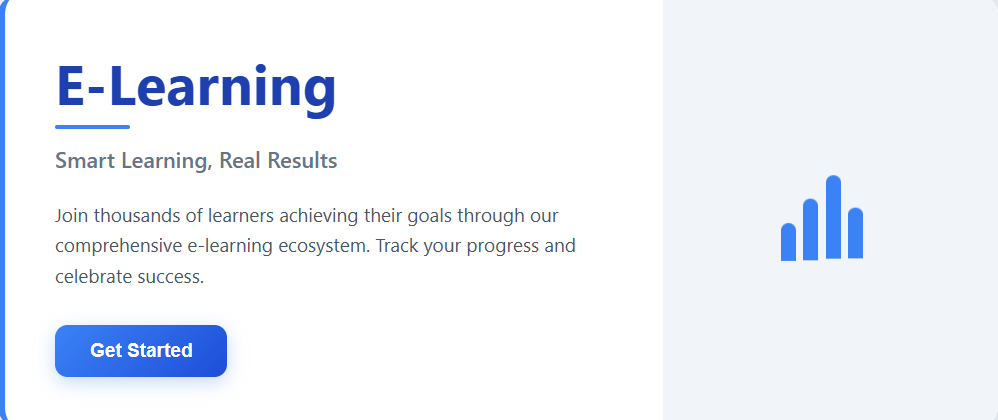 E-Learning
Smart Learning, Real Results
Join thousands of learners achieving their goals through our
comprehensive e-learning ecosystem. Track your progress and
celebrate success.
Get Started